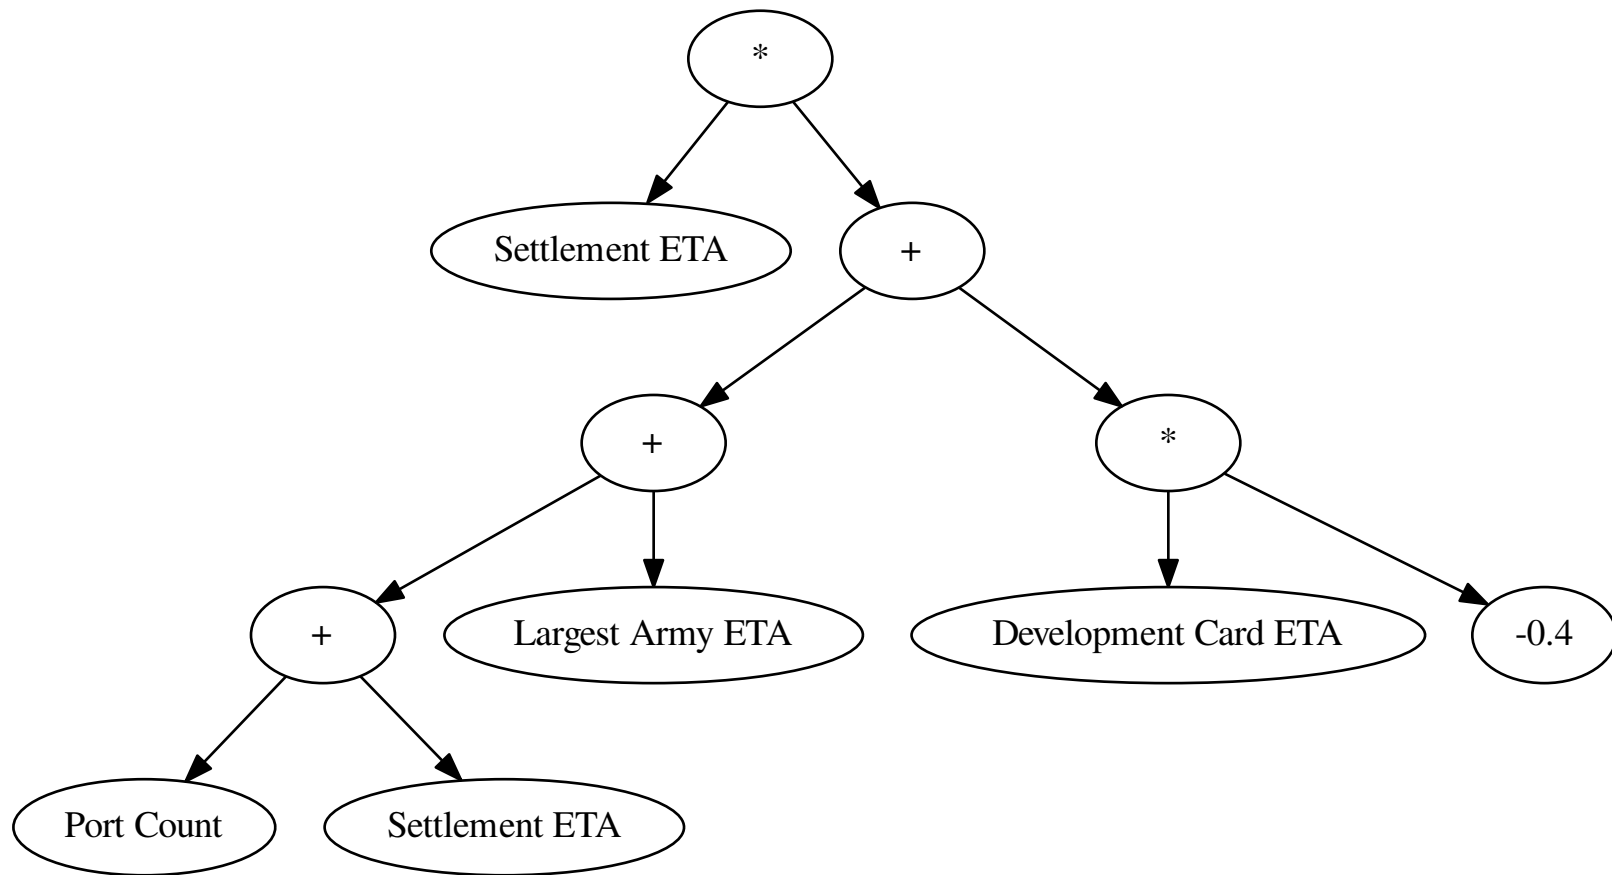 *
Settlement ETA
+
+
*
+
Largest Army ETA
Development Card ETA
-0.4
Port Count
Settlement ETA